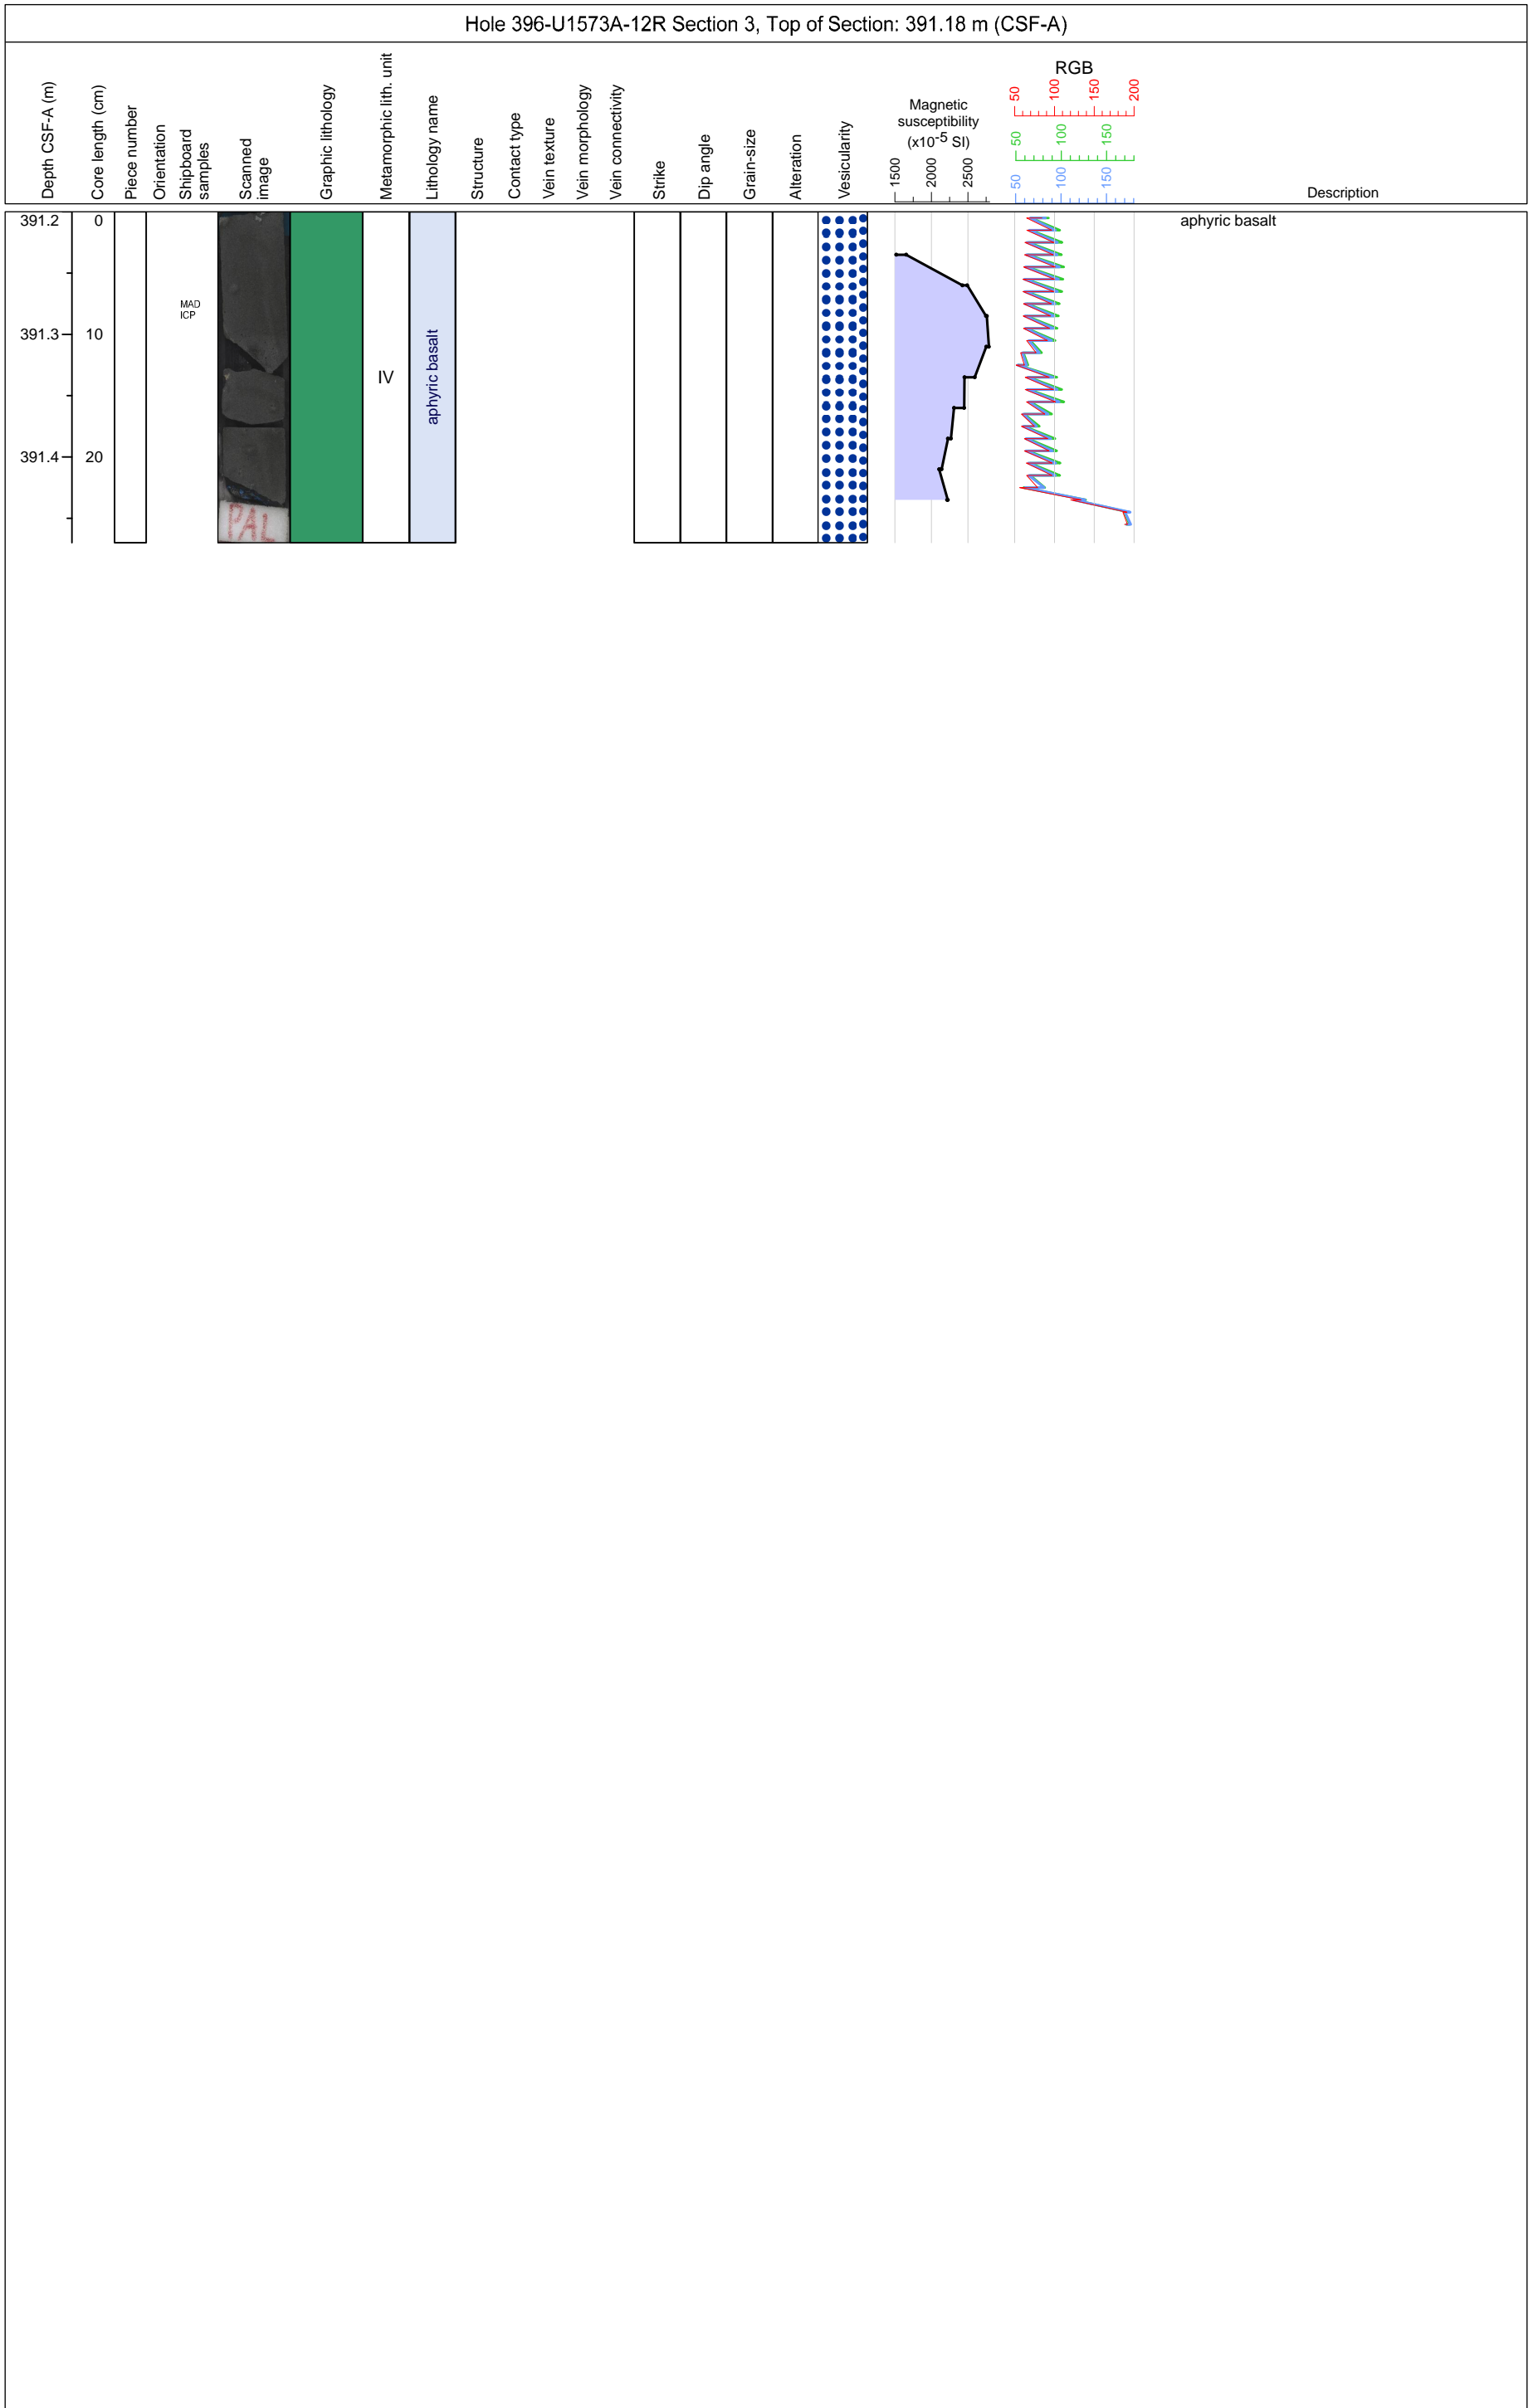 Hole 396-U1573A-12R Section 3, Top of Section: 391.18 m (CSF-A)
Depth CSF-A (m)
Core length (cm)
Piece number
Orientation
Shipboard
samples
Scanned
image
Graphic lithology
Metamorphic lith. unit
Lithology name
Structure
Contact type
Vein texture
Vein morphology
Vein connectivity
Strike
Dip angle
Grain-size
Alteration
Vesicularity
Magnetic
susceptibility
(x10-5 SI)
1500 2000 2500
RGB
50 100 150 200
50 100 150
50 100 150
Description
391.2 0
aphyric basalt
MAD
ICP
391.3 10
IV
aphyric basalt
391.4 20
PAL